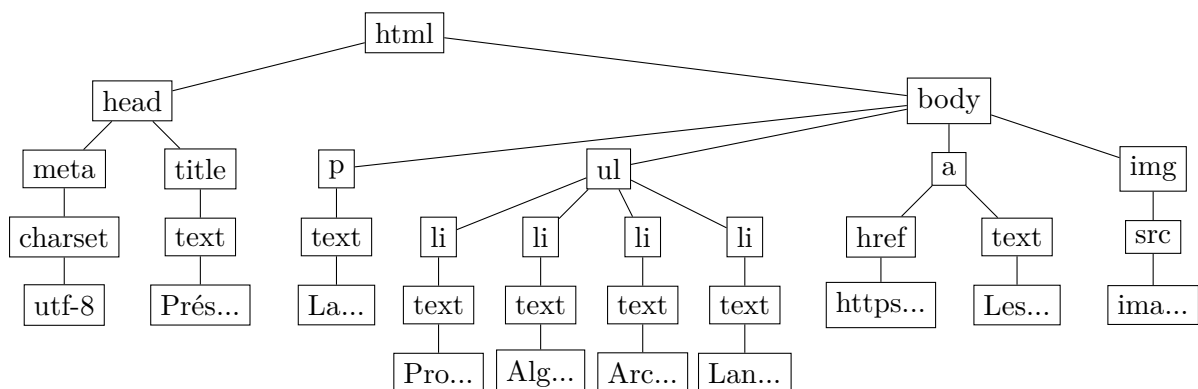 html
head body
meta title p ul a img
charset text text li li li li href text src
utf-8 Prés... La... text text text text https... Les... ima...
Pro... Alg... Arc... Lan...